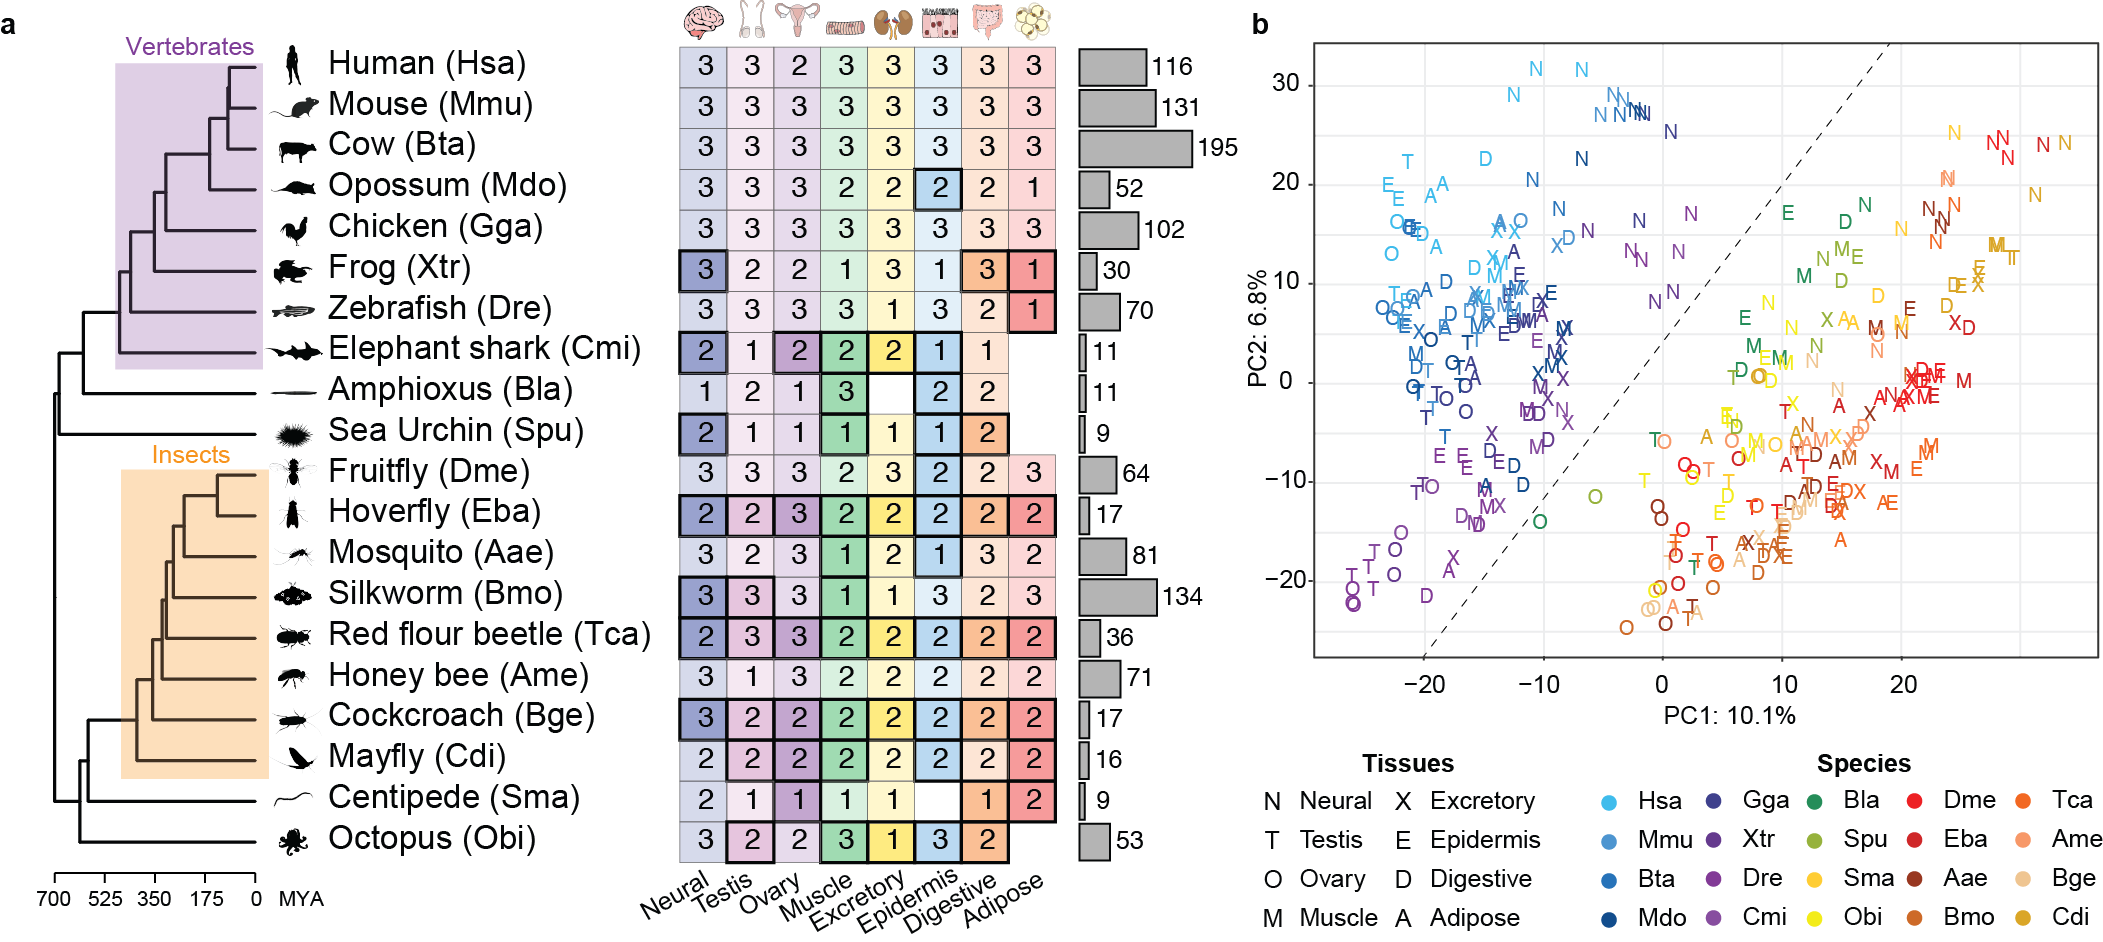 a
Vertebrates
Human (Hsa) 3 3 2 3 3 3 3 3 116
Mouse (Mmu) 3 3 3 3 3 3 3 3 131
Cow (Bta) 3 3 3 3 3 3 3 3 195
Opossum (Mdo) 3 3 3 2 2 2 2 1 52
Chicken (Gga) 3 3 3 3 3 3 3 3 102
Frog (Xtr) 3 2 2 1 3 1 3 1 30
Zebrafish (Dre) 3 3 3 3 1 3 2 1 70
Elephant shark (Cmi) 2 1 2 2 2 1 1 11
Amphioxus (Bla) 1 2 1 3 2 2 11
Sea Urchin (Spu) 2 1 1 1 1 1 2 9
Insects
Fruitfly (Dme) 3 3 3 2 3 2 2 3 64
Hoverfly (Eba) 2 2 3 2 2 2 2 2 17
Mosquito (Aae) 3 2 3 1 2 1 3 2 81
Silkworm (Bmo) 3 3 3 1 1 3 2 3 134
Red flour beetle (Tca) 2 3 3 2 2 2 2 2 36
Honey bee (Ame) 3 1 3 2 2 2 2 2 71
Cockcroach (Bge) 3 2 2 2 2 2 2 2 17
Mayfly (Cdi) 2 2 2 2 2 2 2 2 16
Centipede (Sma) 2 1 1 1 1 1 2 9
Octopus (Obi) 3 2 2 3 1 3 2 53
700 525 350 175 0 MYA
Neural Testis Ovary Muscle Excretory Epidermis Digestive Adipose
b
PC2: 6.8%
30
20
10
0
−10
−20
−20 −10 0 10 20
PC1: 10.1%
Tissues
N Neural X Excretory
T Testis E Epidermis
O Ovary D Digestive
M Muscle A Adipose
Species
Hsa Gga Bla Dme Tca
Mmu Xtr Spu Eba Ame
Bta Dre Sma Aae Bge
Mdo Cmi Obi Bmo Cdi